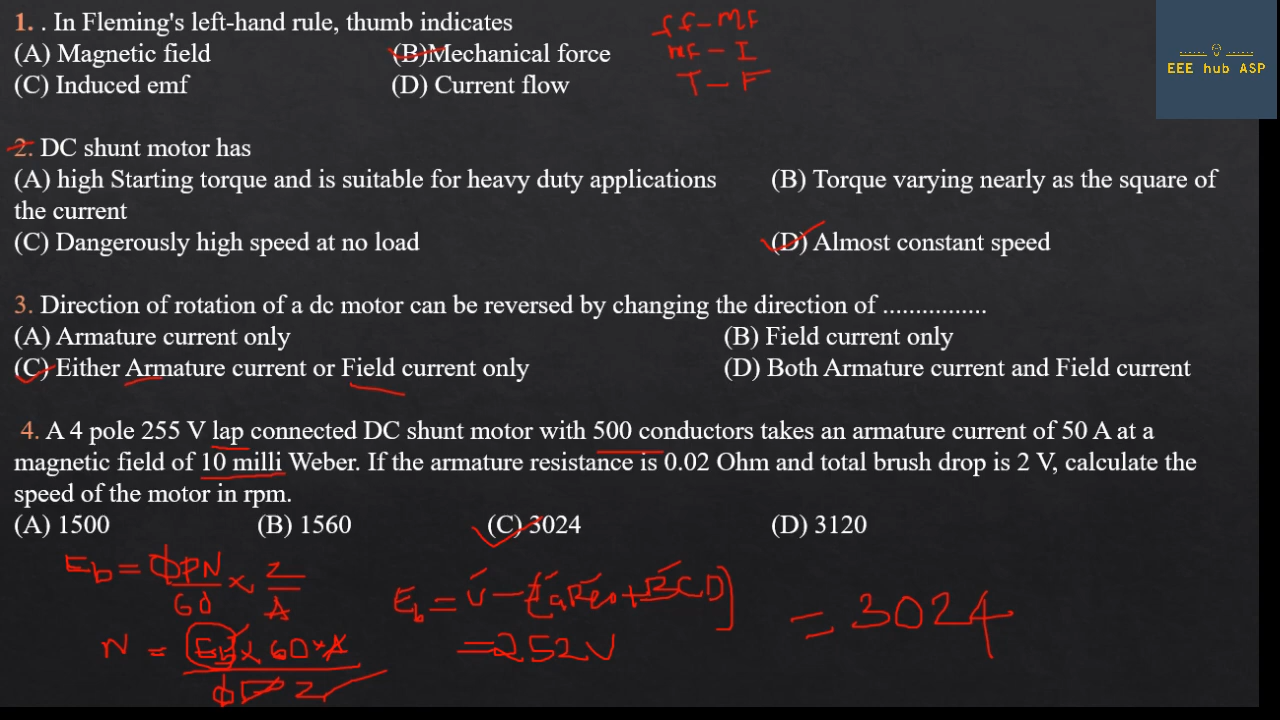 1. . In Fleming's left-hand rule, thumb indicates
(A) Magnetic field (B)Mechanical force
(C) Induced emf (D) Current flow
ff - MF
mF - I
T - F
EEE hub ASP
2. DC shunt motor has
(A) high Starting torque and is suitable for heavy duty applications (B) Torque varying nearly as the square of
the current
(C) Dangerously high speed at no load (D) Almost constant speed
3. Direction of rotation of a dc motor can be reversed by changing the direction of ................
(A) Armature current only (B) Field current only
(C) Either Armature current or Field current only (D) Both Armature current and Field current
4. A 4 pole 255 V lap connected DC shunt motor with 500 conductors takes an armature current of 50 A at a
magnetic field of 10 milli Weber. If the armature resistance is 0.02 Ohm and total brush drop is 2 V, calculate the
speed of the motor in rpm.
(A) 1500 (B) 1560 (C) 3024 (D) 3120
Eb = ϕPN/60 × Z/A
N = Eb × 60 × A/ϕPZ
Eb = V - [IaRa + BCD]
= 252V
= 3024